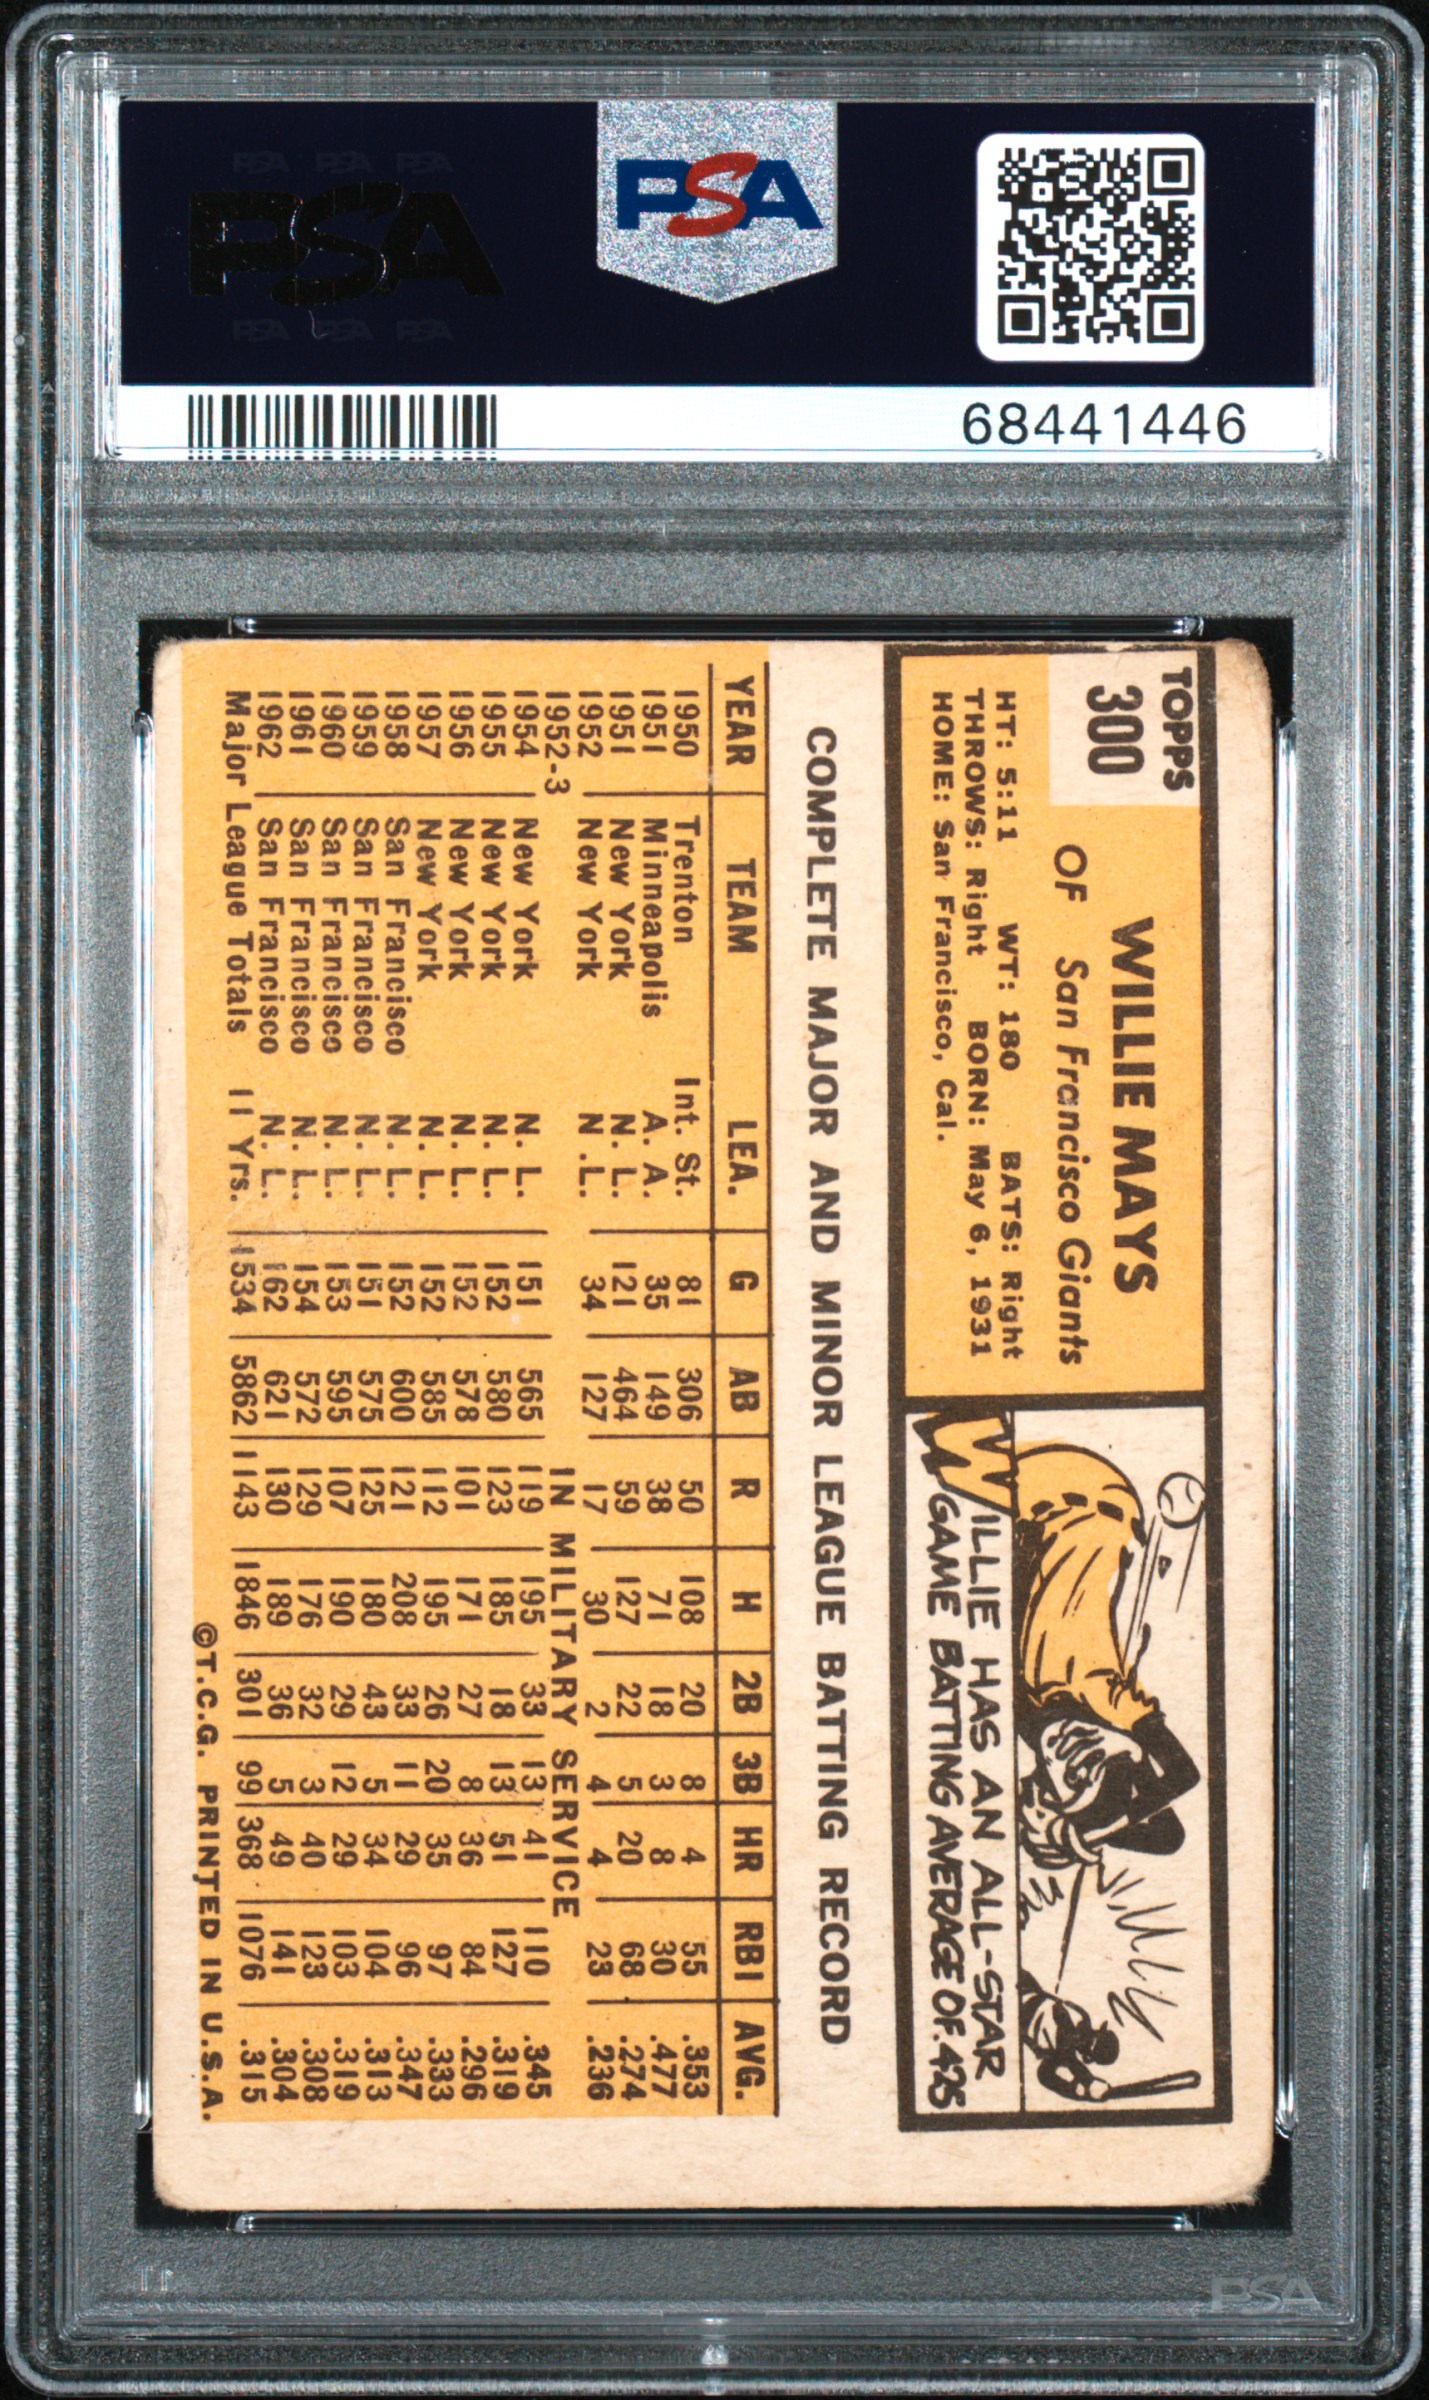 PSA
PSA
68441446
TOPPS
300
WILLIE MAYS
OF San Francisco Giants
HT: 5:11 WT: 180 BATS: Right
THROWS: Right BORN: May 6, 1931
HOME: San Francisco, Cal.
WILLIE HAS AN ALL-STAR
GAME BATTING AVERAGE OF .425
COMPLETE MAJOR AND MINOR LEAGUE BATTING RECORD
YEAR TEAM LEA. G AB R H 2B 3B HR RBI AVG.
1950 Trenton Int. St. 81 306 50 108 20 8 4 55 .353
1951 Minneapolis A. A. 35 149 38 71 18 3 8 30 .477
1951 New York N. L. 121 464 59 127 22 5 20 68 .274
1952 New York N .L. 34 127 17 30 2 4 4 23 .236
1952-3 IN MILITARY SERVICE
1954 New York N. L. 151 565 119 195 33 13 41 110 .345
1955 New York N. L. 152 580 123 185 18 13 51 127 .319
1956 New York N. L. 152 578 101 171 27 8 36 84 .296
1957 New York N. L. 152 585 112 195 26 20 35 97 .333
1958 San Francisco N. L. 152 600 121 208 33 11 29 96 .347
1959 San Francisco N. L. 151 575 125 180 43 5 34 104 .313
1960 San Francisco N. L. 153 595 107 190 29 12 29 103 .319
1961 San Francisco N. L. 154 572 129 176 32 3 40 123 .308
1962 San Francisco N. L. 162 621 130 189 36 5 49 141 .304
Major League Totals 11 Yrs. 1534 5862 1143 1846 301 99 368 1076 .315
©T.C.G. PRINTED IN U.S.A.
PSA